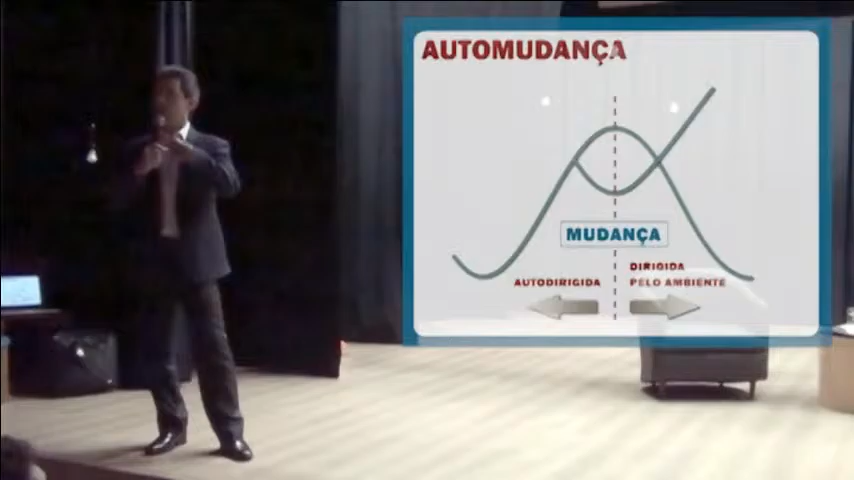 AUTOMUDANÇA
MUDANÇA
AUTODIRIGIDA
DIRIGIDA
PELO AMBIENTE